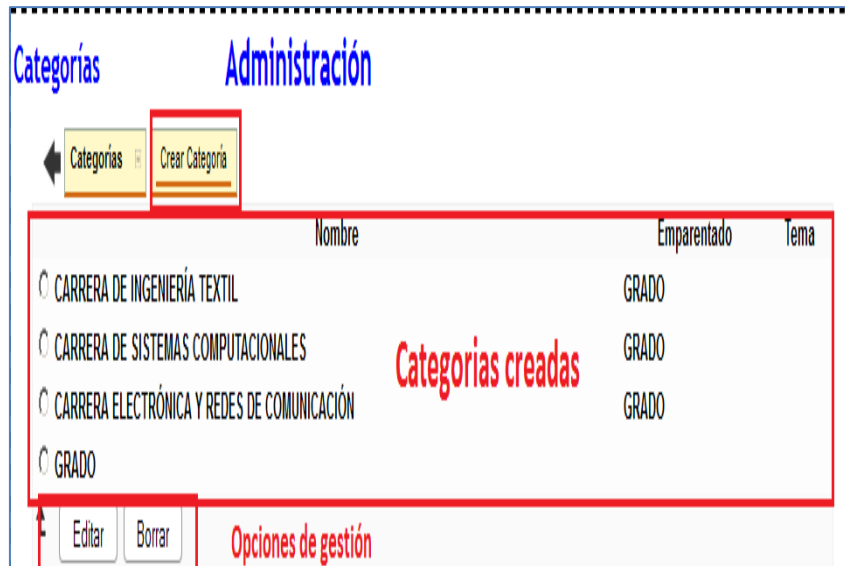 Categorías Administración
Categorías Crear Categoría
Nombre Emparentado Tema
CARRERA DE INGENIERÍA TEXTIL GRADO
CARRERA DE SISTEMAS COMPUTACIONALES GRADO
Categorias creadas
CARRERA ELECTRÓNICA Y REDES DE COMUNICACIÓN GRADO
GRADO
Editar Borrar Opciones de gestión